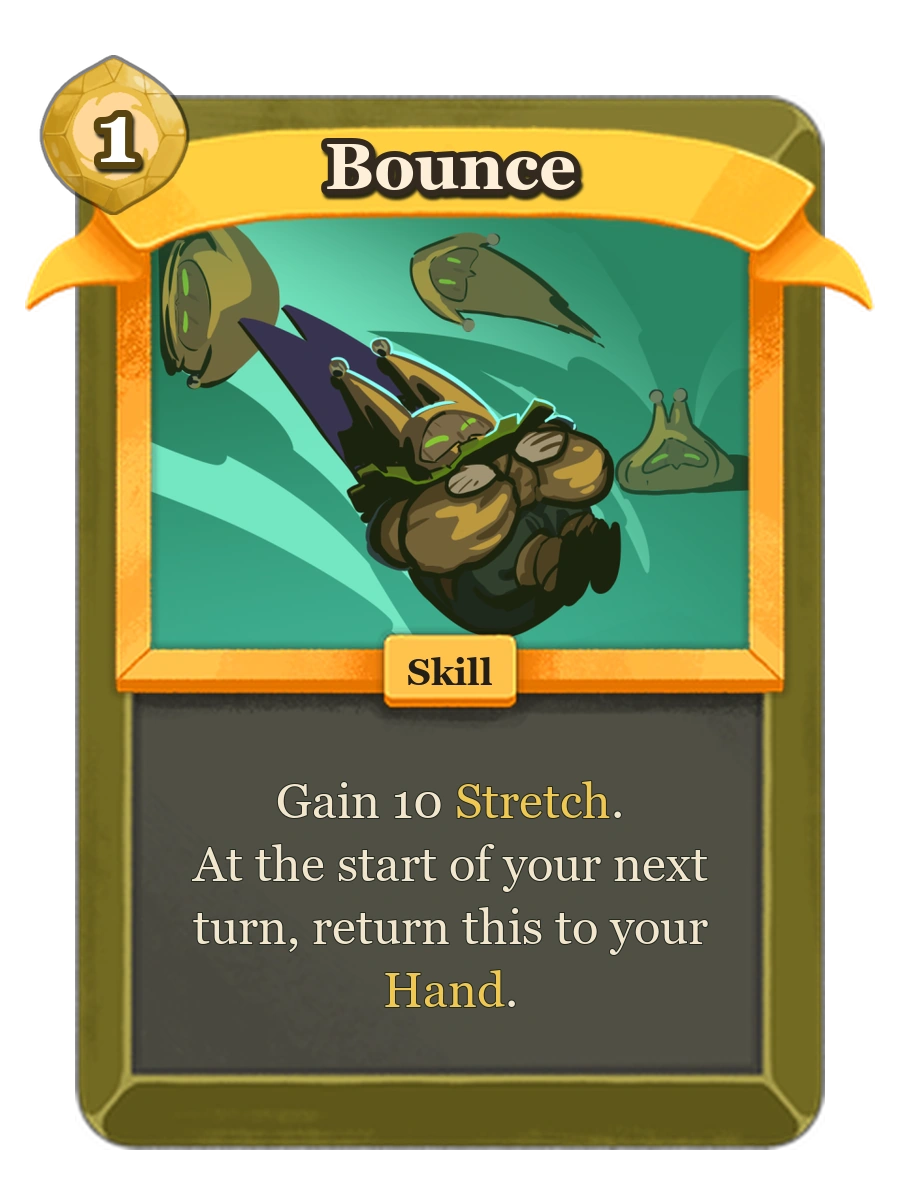 1
Bounce
Skill
Gain 10 Stretch.
At the start of your next
turn, return this to your
Hand.